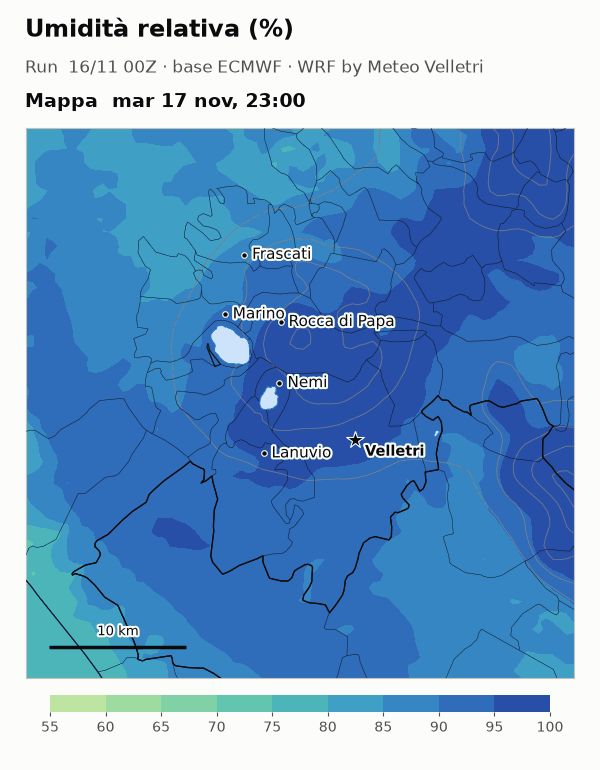 Umidità relativa (%)
Run  16/11 00Z · base ECMWF · WRF by Meteo Velletri
Mappa  mar 17 nov, 23:00
Frascati
Marino
Rocca di Papa
Nemi
Velletri
Lanuvio
10 km
55 60 65 70 75 80 85 90 95 100